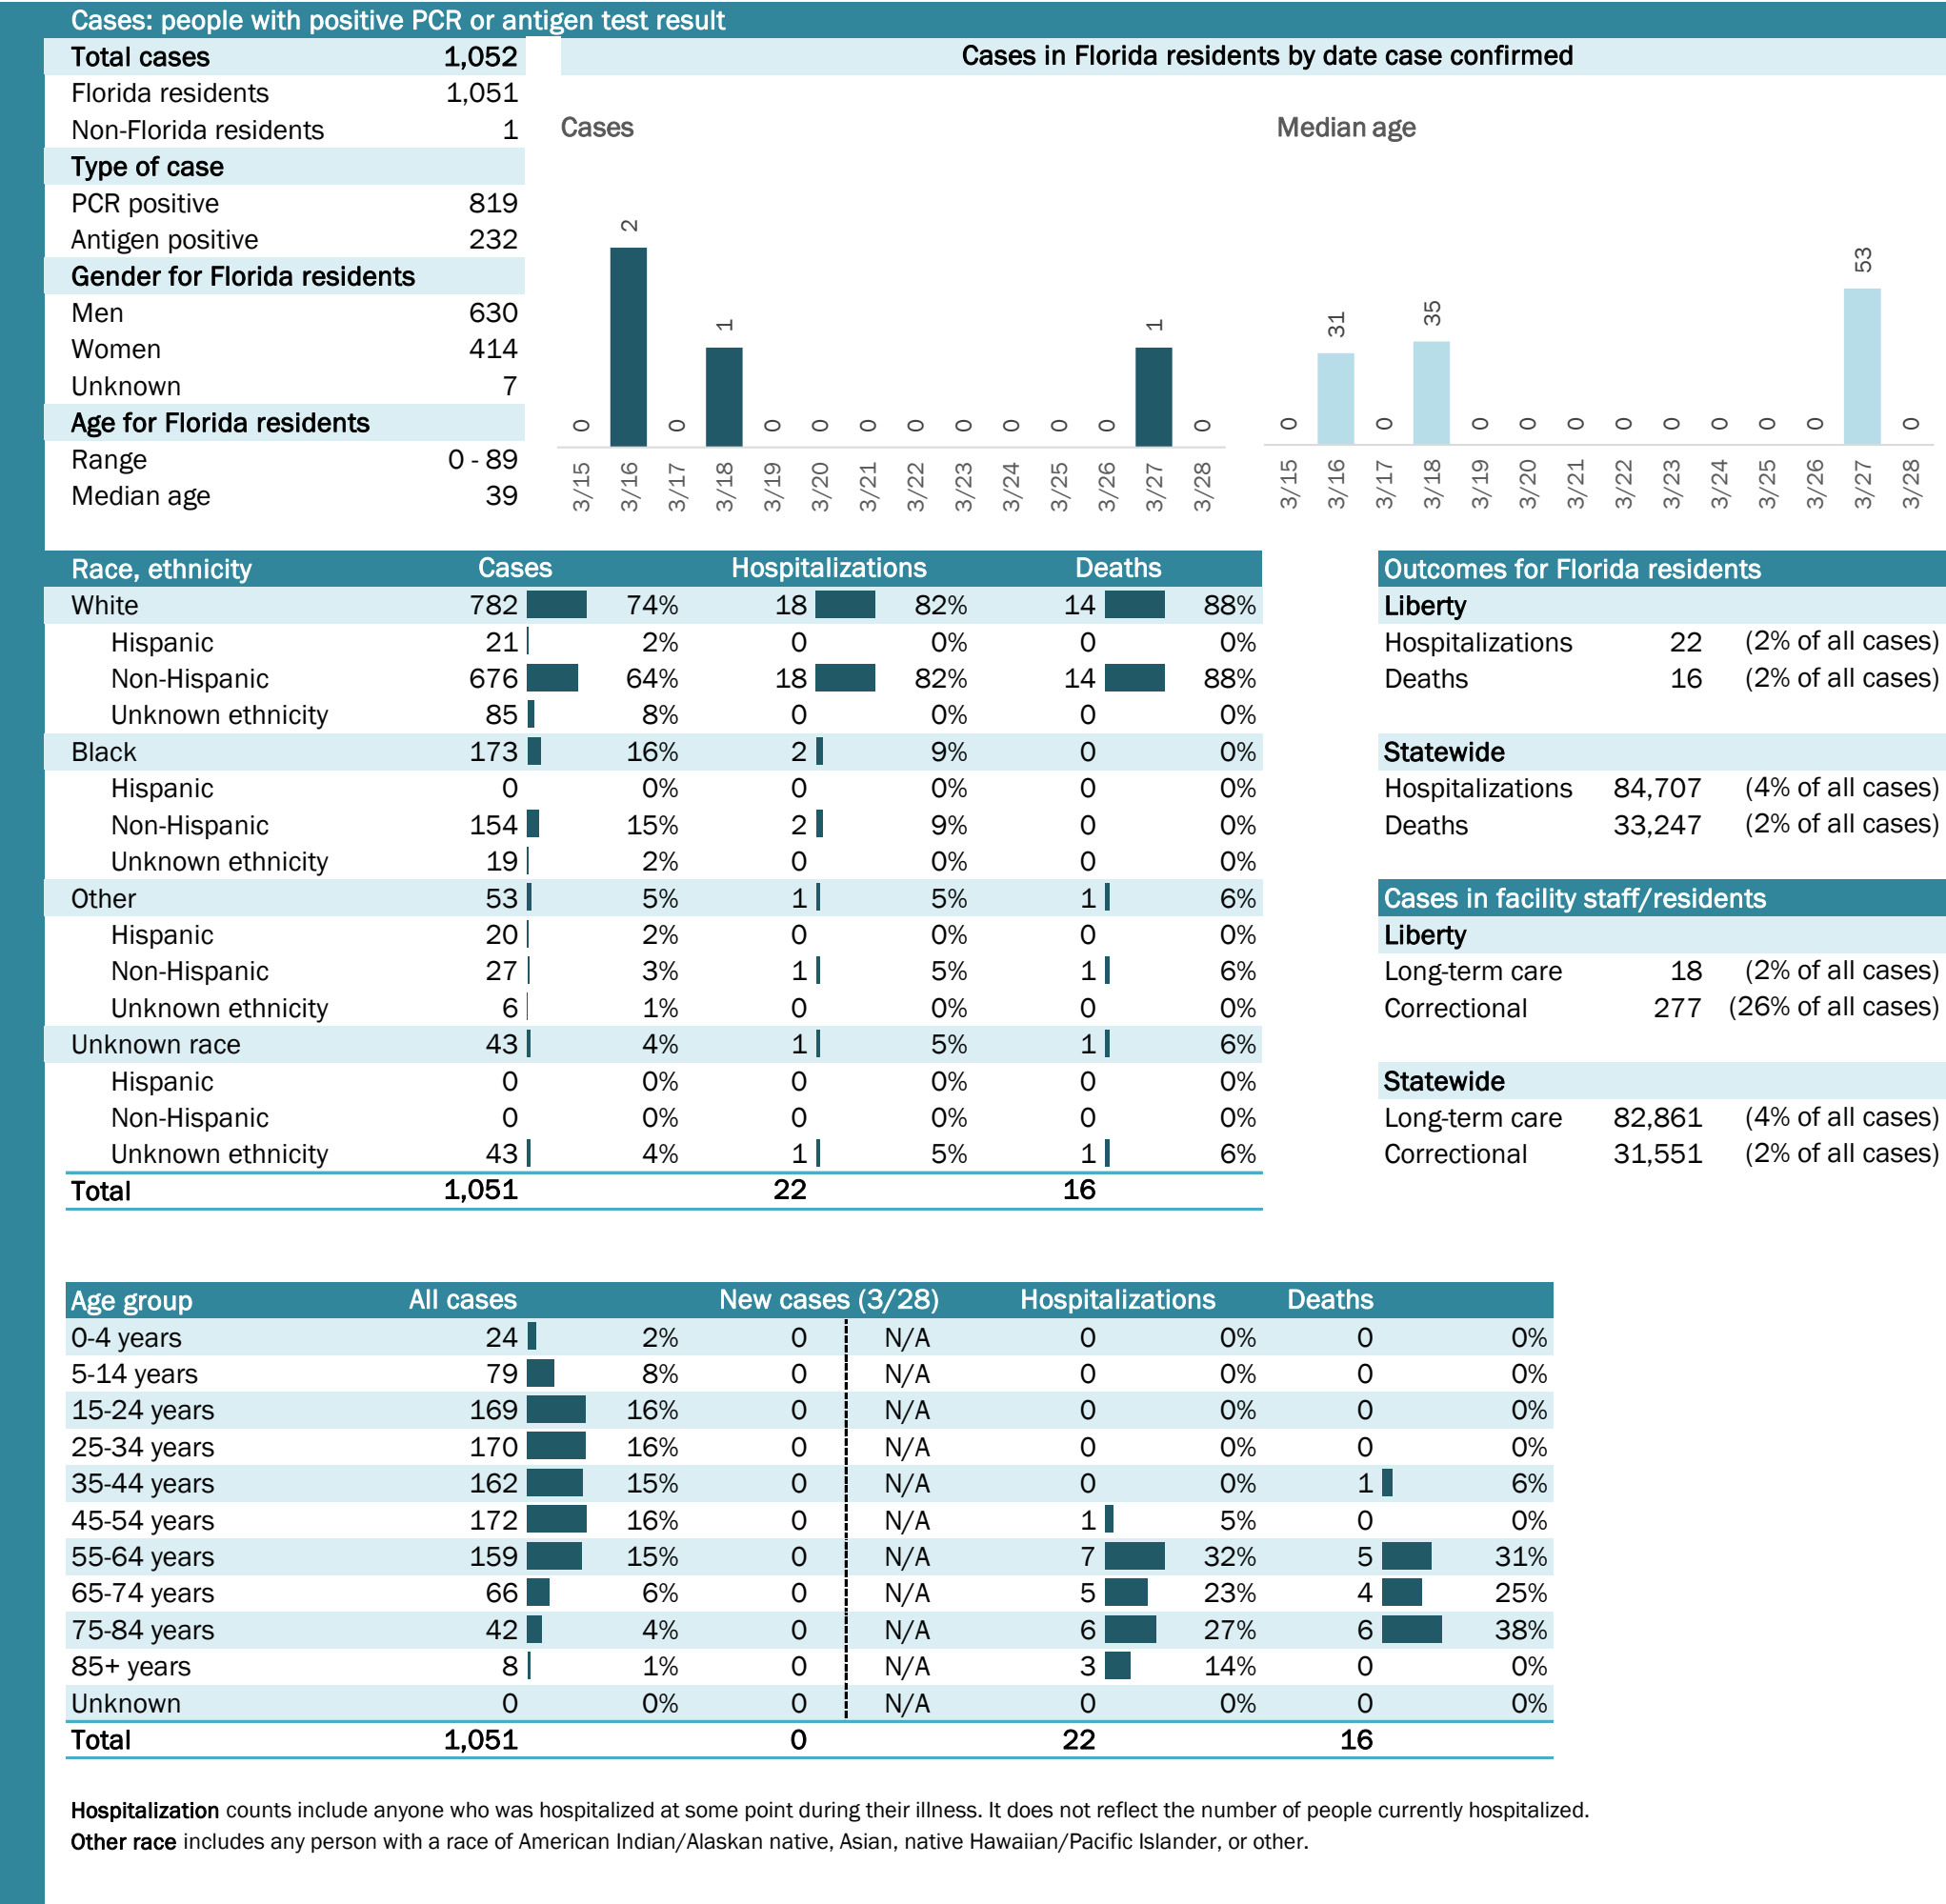 Cases: people with positive PCR or antigen test result
Total cases 1,052
Florida residents 1,051
Non-Florida residents 1
Type of case
PCR positive 819
Antigen positive 232
Gender for Florida residents
Men 630
Women 414
Unknown 7
Age for Florida residents
Range 0 - 89
Median age 39
Cases in Florida residents by date case confirmed
Cases
0 2 0 1 0 0 0 0 0 0 0 0 1 0
3/15 3/16 3/17 3/18 3/19 3/20 3/21 3/22 3/23 3/24 3/25 3/26 3/27 3/28
Median age
0 31 0 35 0 0 0 0 0 0 0 0 53 0
3/15 3/16 3/17 3/18 3/19 3/20 3/21 3/22 3/23 3/24 3/25 3/26 3/27 3/28
Race, ethnicity Cases Hospitalizations Deaths
White 782 74% 18 82% 14 88%
Hispanic 21 2% 0 0% 0 0%
Non-Hispanic 676 64% 18 82% 14 88%
Unknown ethnicity 85 8% 0 0% 0 0%
Black 173 16% 2 9% 0 0%
Hispanic 0 0% 0 0% 0 0%
Non-Hispanic 154 15% 2 9% 0 0%
Unknown ethnicity 19 2% 0 0% 0 0%
Other 53 5% 1 5% 1 6%
Hispanic 20 2% 0 0% 0 0%
Non-Hispanic 27 3% 1 5% 1 6%
Unknown ethnicity 6 1% 0 0% 0 0%
Unknown race 43 4% 1 5% 1 6%
Hispanic 0 0% 0 0% 0 0%
Non-Hispanic 0 0% 0 0% 0 0%
Unknown ethnicity 43 4% 1 5% 1 6%
Total 1,051 22 16
Outcomes for Florida residents
Liberty
Hospitalizations 22 (2% of all cases)
Deaths 16 (2% of all cases)
Statewide
Hospitalizations 84,707 (4% of all cases)
Deaths 33,247 (2% of all cases)
Cases in facility staff/residents
Liberty
Long-term care 18 (2% of all cases)
Correctional 277 (26% of all cases)
Statewide
Long-term care 82,861 (4% of all cases)
Correctional 31,551 (2% of all cases)
Age group All cases New cases (3/28) Hospitalizations Deaths
0-4 years 24 2% 0 N/A 0 0% 0 0%
5-14 years 79 8% 0 N/A 0 0% 0 0%
15-24 years 169 16% 0 N/A 0 0% 0 0%
25-34 years 170 16% 0 N/A 0 0% 0 0%
35-44 years 162 15% 0 N/A 0 0% 1 6%
45-54 years 172 16% 0 N/A 1 5% 0 0%
55-64 years 159 15% 0 N/A 7 32% 5 31%
65-74 years 66 6% 0 N/A 5 23% 4 25%
75-84 years 42 4% 0 N/A 6 27% 6 38%
85+ years 8 1% 0 N/A 3 14% 0 0%
Unknown 0 0% 0 N/A 0 0% 0 0%
Total 1,051 0 22 16
Hospitalization counts include anyone who was hospitalized at some point during their illness. It does not reflect the number of people currently hospitalized.
Other race includes any person with a race of American Indian/Alaskan native, Asian, native Hawaiian/Pacific Islander, or other.